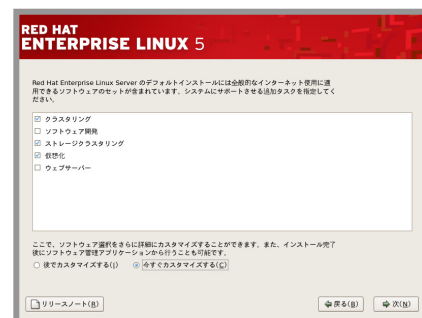 RED HAT
ENTERPRISE LINUX 5
Red Hat Enterprise Linux Server のデフォルトインストールには全般的なインターネット使用に適
用できるソフトウェアのセットが含まれています。システムにサポートさせる追加タスクを指定してく
ださい。
クラスタリング
ソフトウェア開発
ストレージクラスタリング
仮想化
ウェブサーバー
ここで、ソフトウェア選択をさらに詳細にカスタマイズすることができます。また、インストール完了
後にソフトウェア管理アプリケーションから行うことも可能です。
後でカスタマイズする(l) 今すぐカスタマイズする(C)
リリースノート(R) 戻る(B) 次(N)